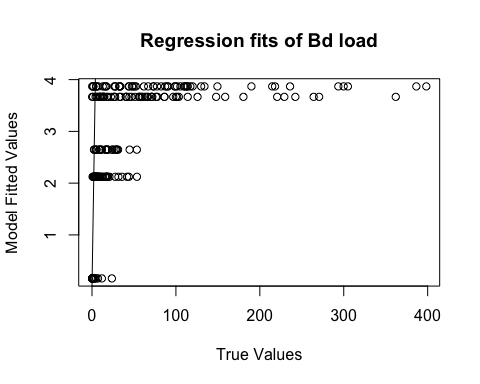 Regression fits of Bd load
Model Fitted Values
4
3
2
1
0 100 200 300 400
True Values